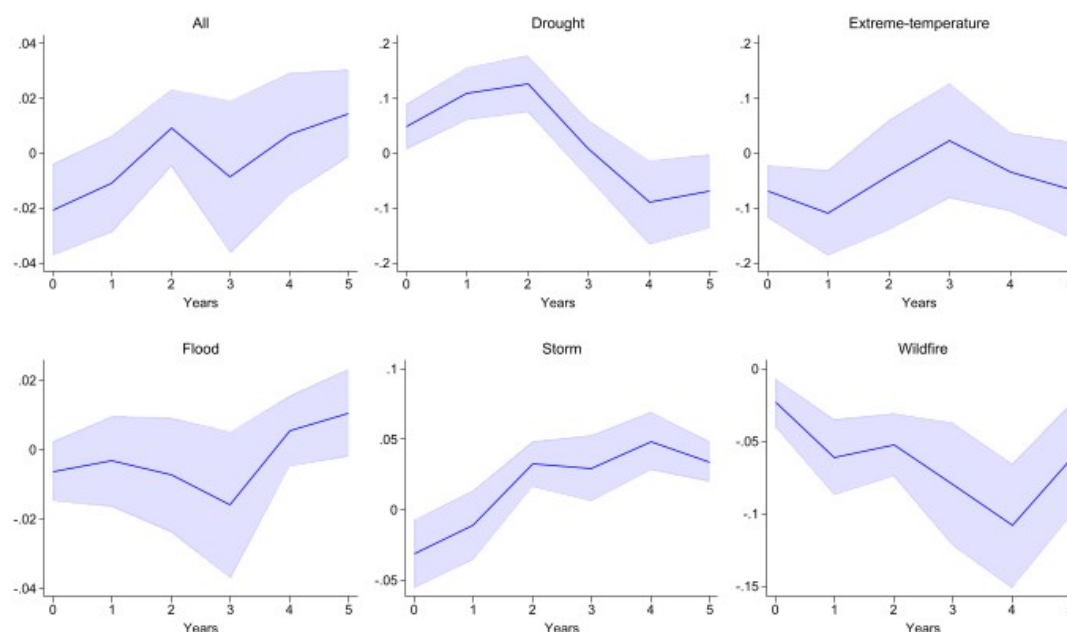 All
Drought
Extreme-temperature
.04
.02
0
-.02
-.04
0 1 2 3 4 5
Years
.2
.1
0
-.1
-.2
0 1 2 3 4 5
Years
.2
.1
0
-.1
-.2
0 1 2 3 4
Years
Flood
Storm
Wildfire
.02
0
-.02
-.04
0 1 2 3 4 5
Years
.1
.05
0
-.05
0 1 2 3 4 5
Years
0
-.05
-.1
-.15
0 1 2 3 4
Years